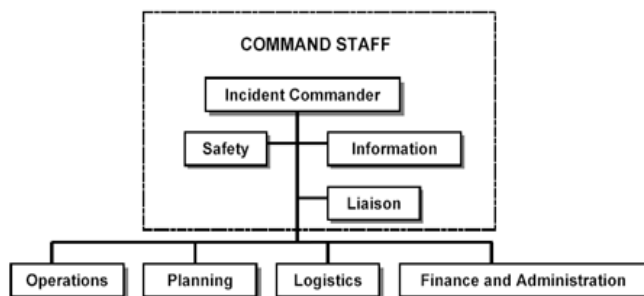 COMMAND STAFF
Incident Commander
Safety
Information
Liaison
Operations
Planning
Logistics
Finance and Administration